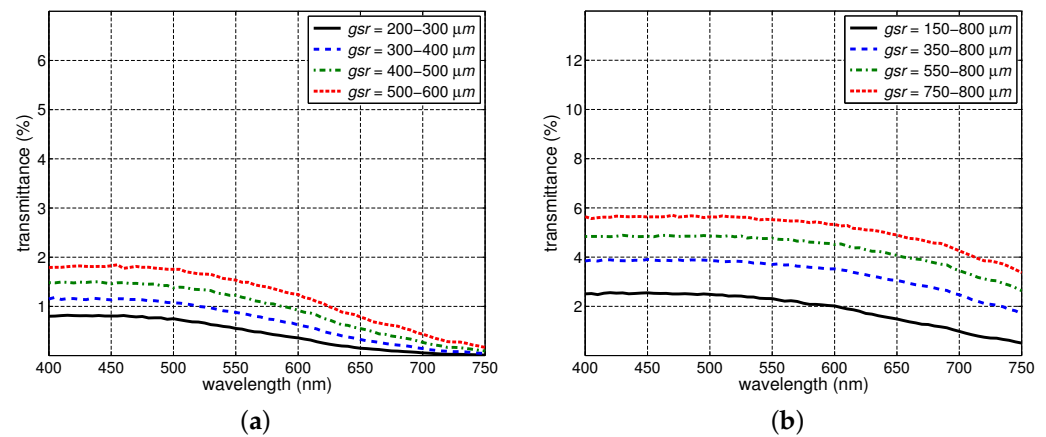 gsr = 200−300 μm
gsr = 300−400 μm
gsr = 400−500 μm
gsr = 500−600 μm
6
5
4
3
2
1
transmittance (%)
400 450 500 550 600 650 700 750
wavelength (nm)
(a)
gsr = 150−800 μm
gsr = 350−800 μm
gsr = 550−800 μm
gsr = 750−800 μm
12
10
8
6
4
2
transmittance (%)
400 450 500 550 600 650 700 750
wavelength (nm)
(b)